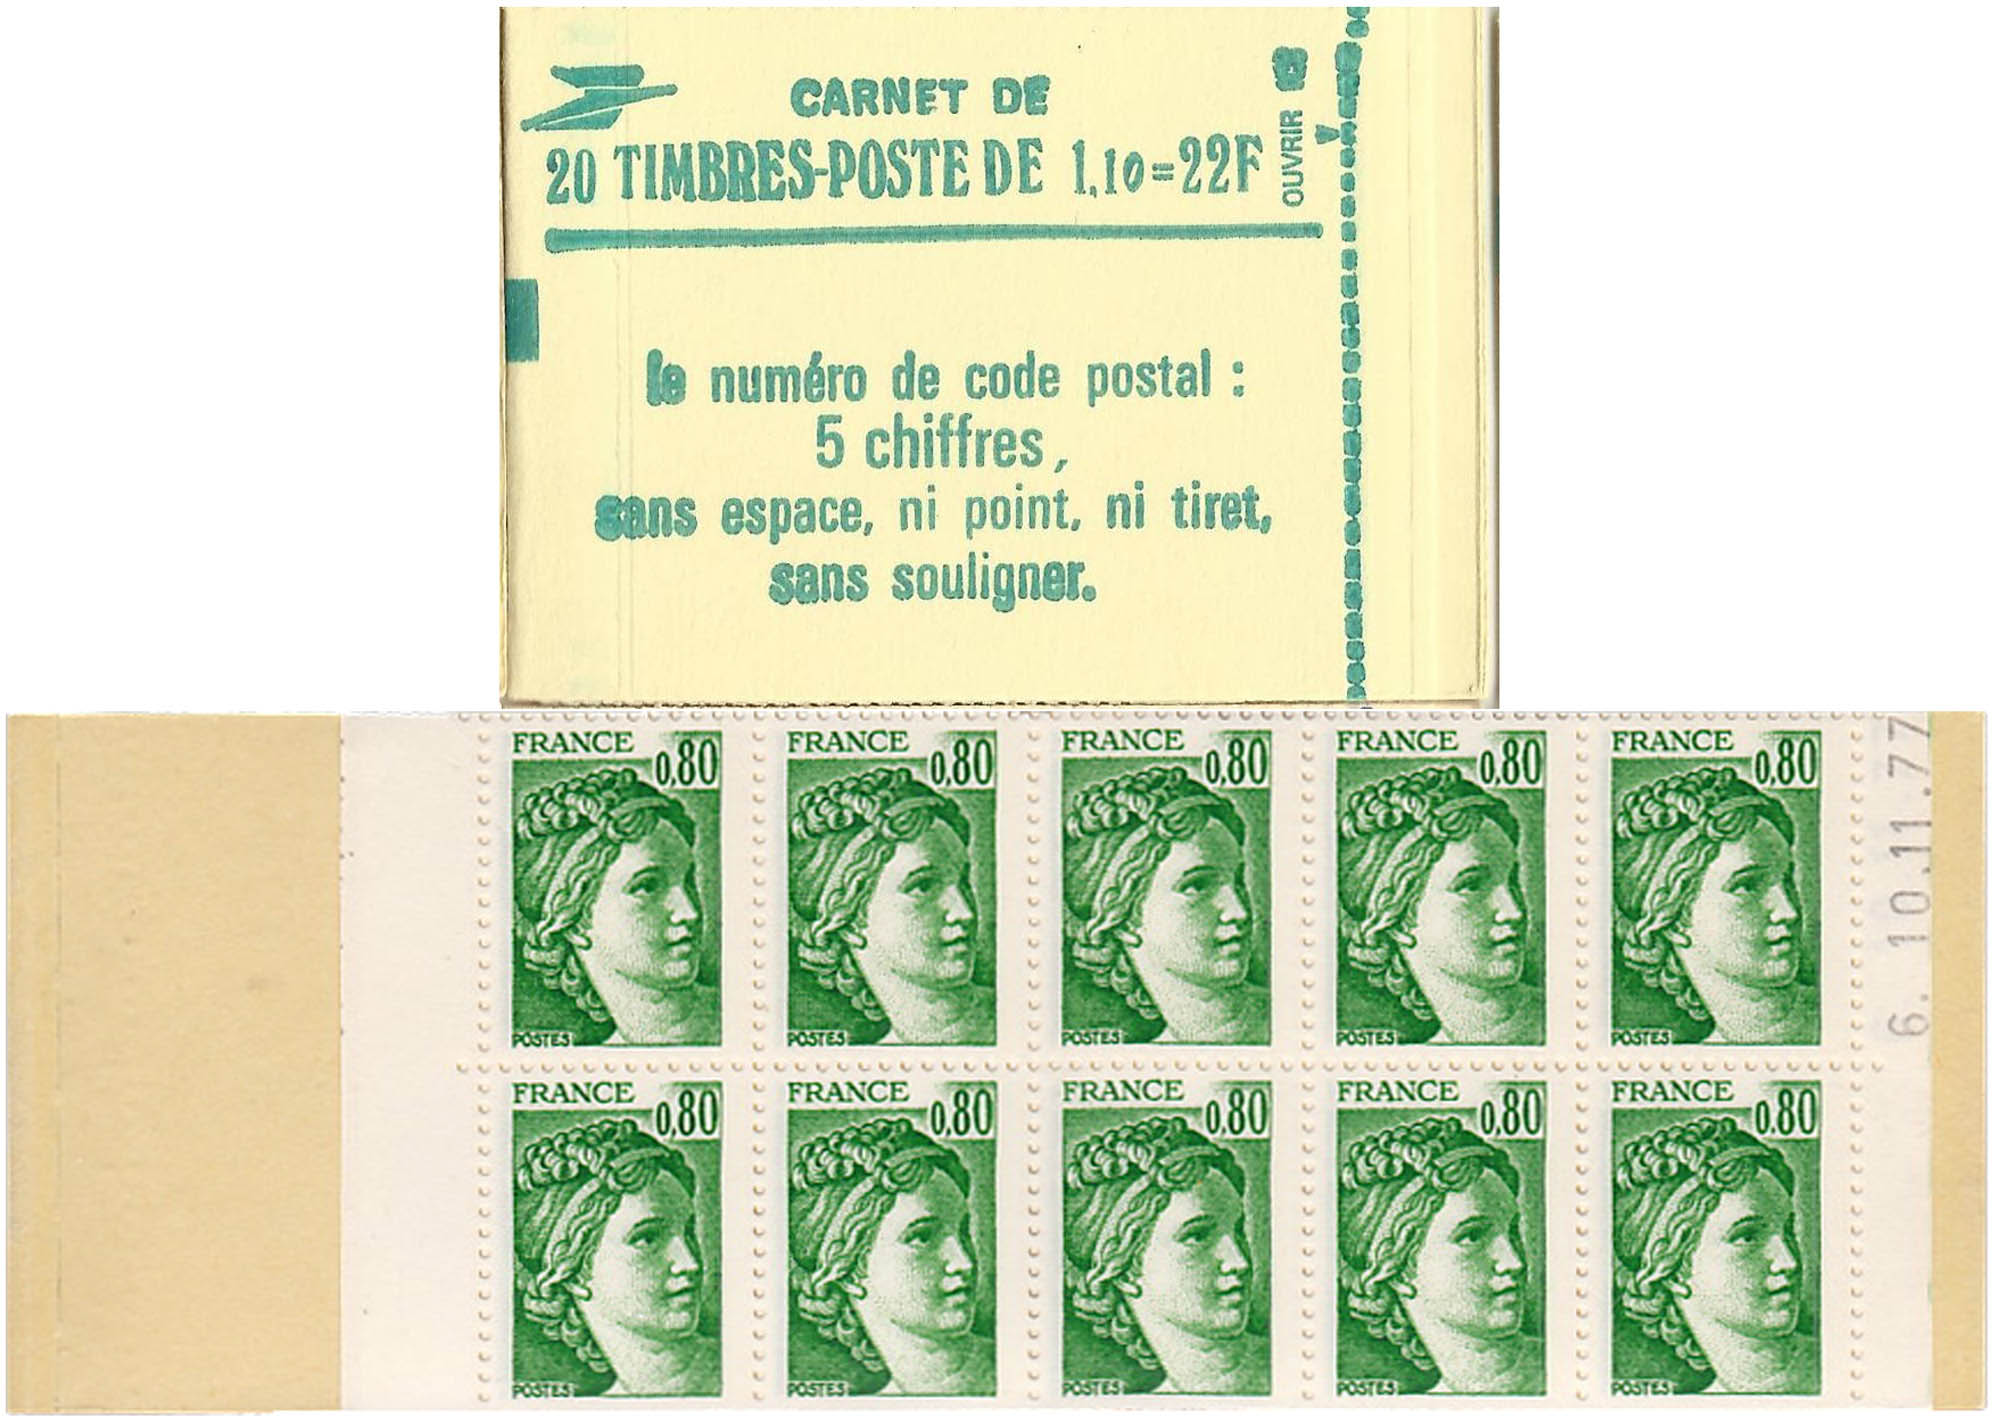 CARNET DE
20 TIMBRES-POSTE DE 1,10=22F
OUVRIR
le numéro de code postal :
5 chiffres,
sans espace, ni point, ni tiret,
sans souligner.
FRANCE FRANCE FRANCE FRANCE FRANCE
0,80 0,80 0,80 0,80 0,80
POSTES POSTES POSTES POSTES POSTES
6. 10.11.77
FRANCE FRANCE FRANCE FRANCE FRANCE
0,80 0,80 0,80 0,80 0,80
POSTES POSTES POSTES POSTES POSTES